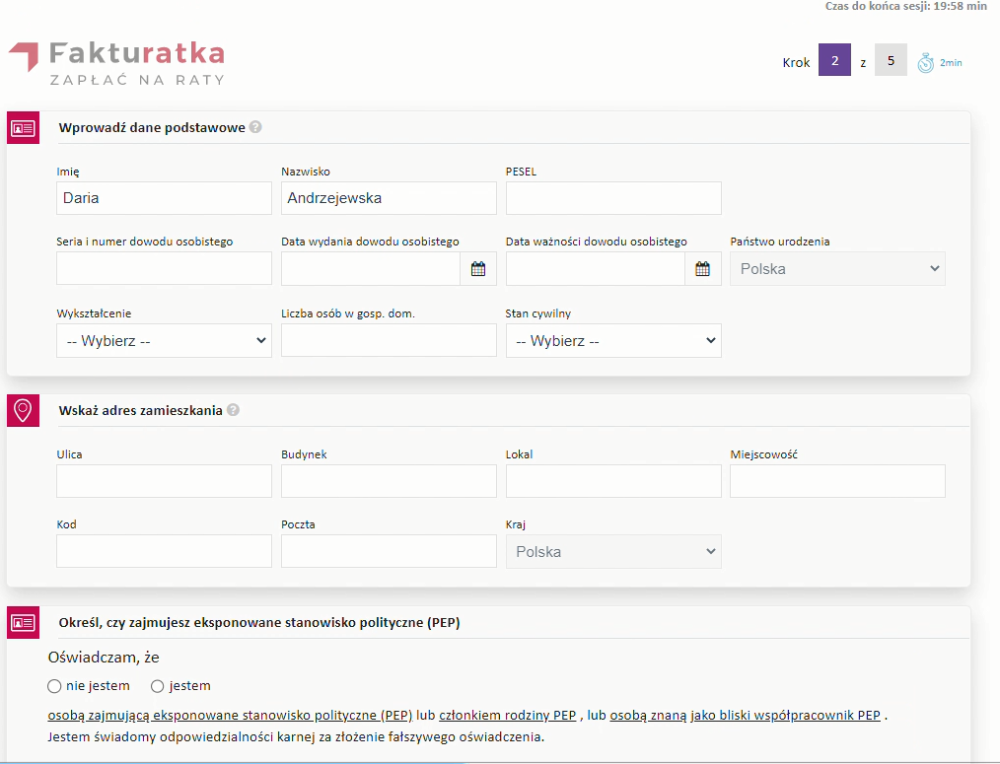 Czas do końca sesji: 19:58 min
Fakturatka
ZAPŁAĆ NA RATY
Krok 2 z 5 2min
Wprowadź dane podstawowe ?
Imię Nazwisko PESEL
Daria Andrzejewska
Seria i numer dowodu osobistego Data wydania dowodu osobistego Data ważności dowodu osobistego Państwo urodzenia
Polska
Wykształcenie Liczba osób w gosp. dom. Stan cywilny
-- Wybierz -- -- Wybierz --
Wskaż adres zamieszkania ?
Ulica Budynek Lokal Miejscowość
Kod Poczta Kraj
Polska
Określ, czy zajmujesz eksponowane stanowisko polityczne (PEP)
Oświadczam, że
nie jestem jestem
osobą zajmującą eksponowane stanowisko polityczne (PEP) lub członkiem rodziny PEP , lub osobą znaną jako bliski współpracownik PEP .
Jestem świadomy odpowiedzialności karnej za złożenie fałszywego oświadczenia.